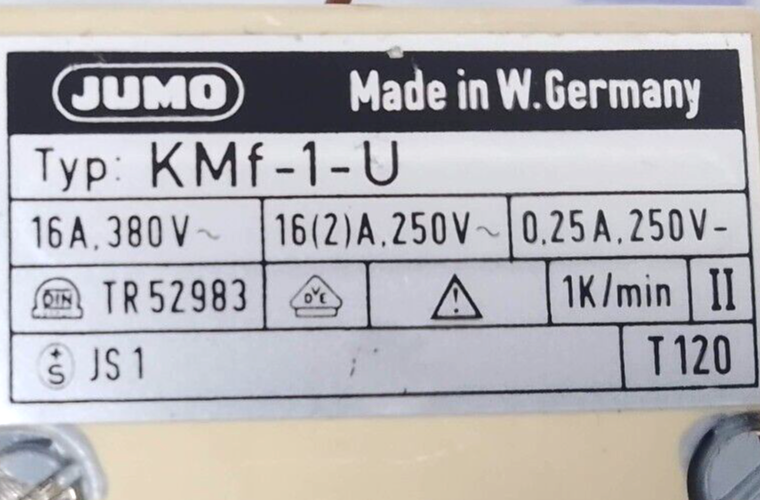 JUMO Made in W.Germany
Typ: KMf-1-U
16A,380V~ 16(2)A,250V~ 0,25A,250V-
DIN TR52983 DVE 1K/min II
+S JS1 T120